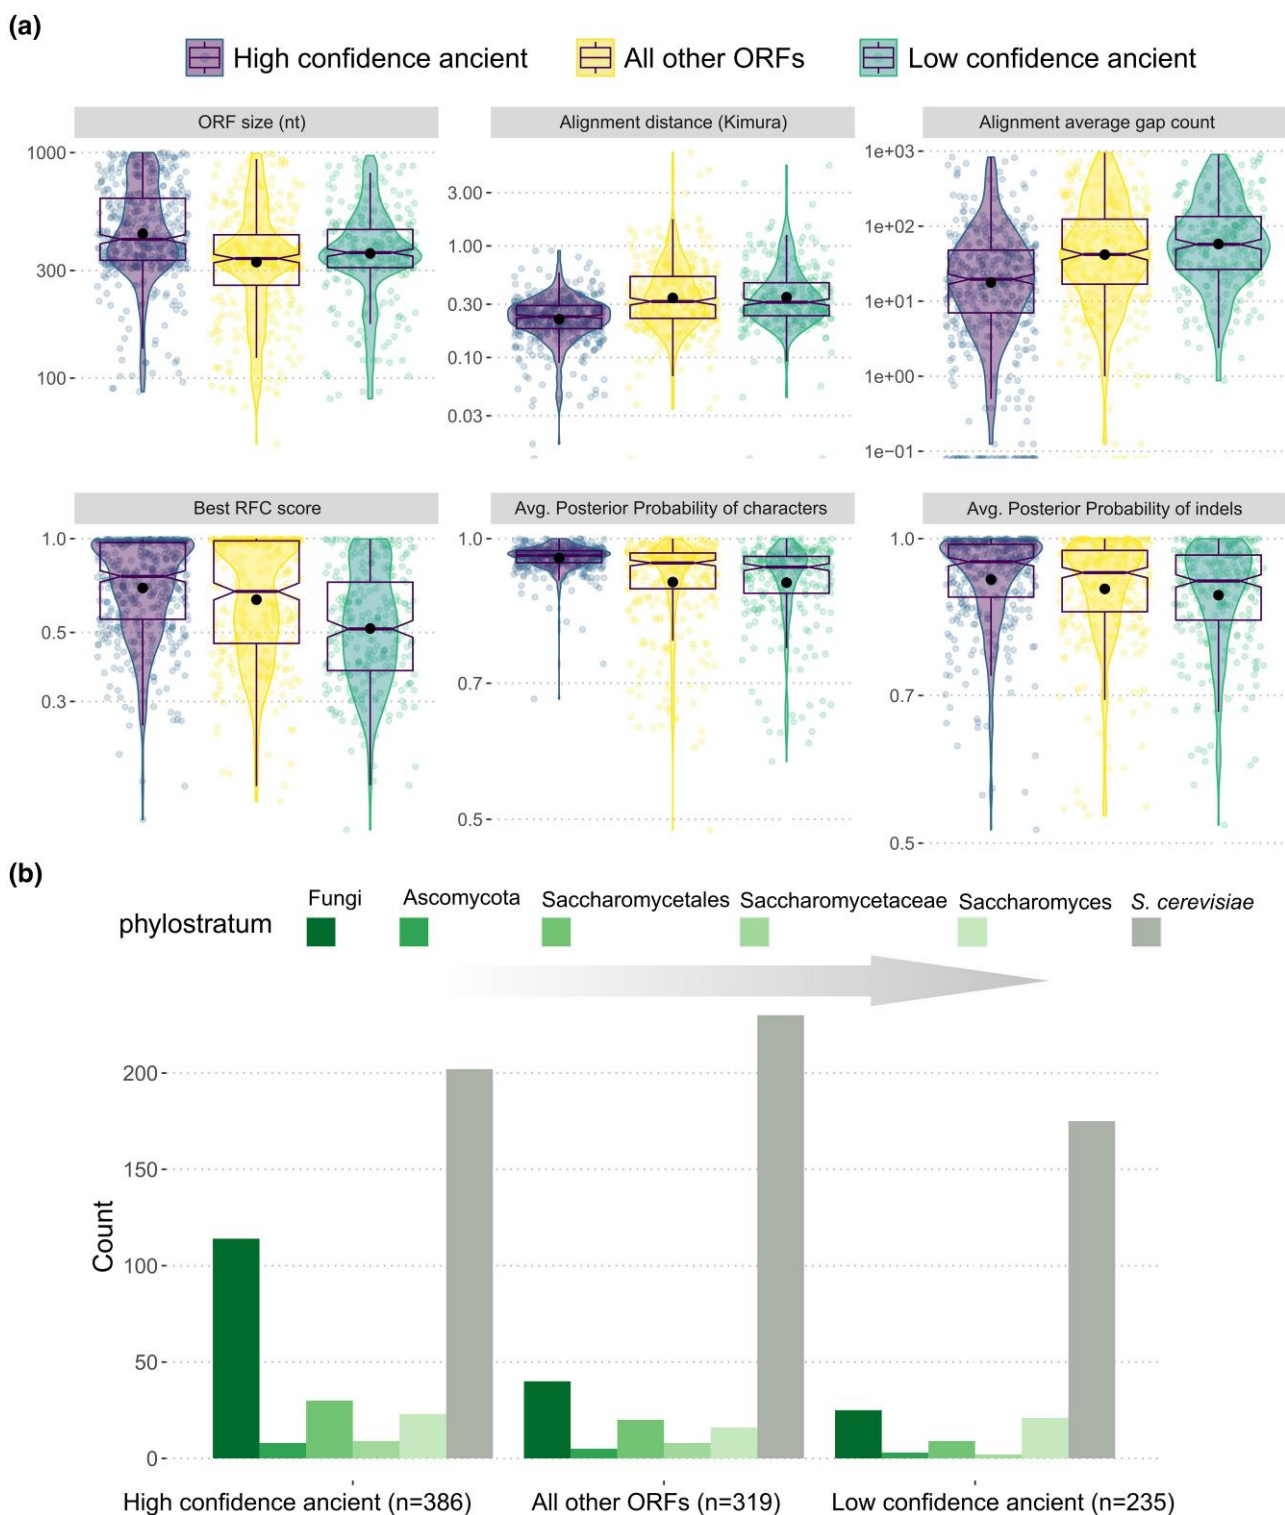 (a)
High confidence ancient All other ORFs Low confidence ancient
ORF size (nt) Alignment distance (Kimura) Alignment average gap count
1000
300
100
3.00
1.00
0.30
0.10
0.03
1e+03
1e+02
1e+01
1e+00
1e−01
Best RFC score Avg. Posterior Probability of characters Avg. Posterior Probability of indels
1.0
0.5
0.3
1.0
0.7
0.5
1.0
0.7
0.5
(b)
phylostratum Fungi Ascomycota Saccharomycetales Saccharomycetaceae Saccharomyces S. cerevisiae
Count
200
150
100
50
0
High confidence ancient (n=386) All other ORFs (n=319) Low confidence ancient (n=235)